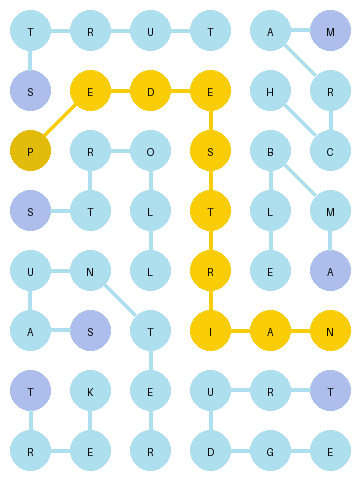 T R U T A M
S E D E H R
P R O S B C
S T L T L M
U N L R E A
A S T I A N
T K E U R T
R E R D G E